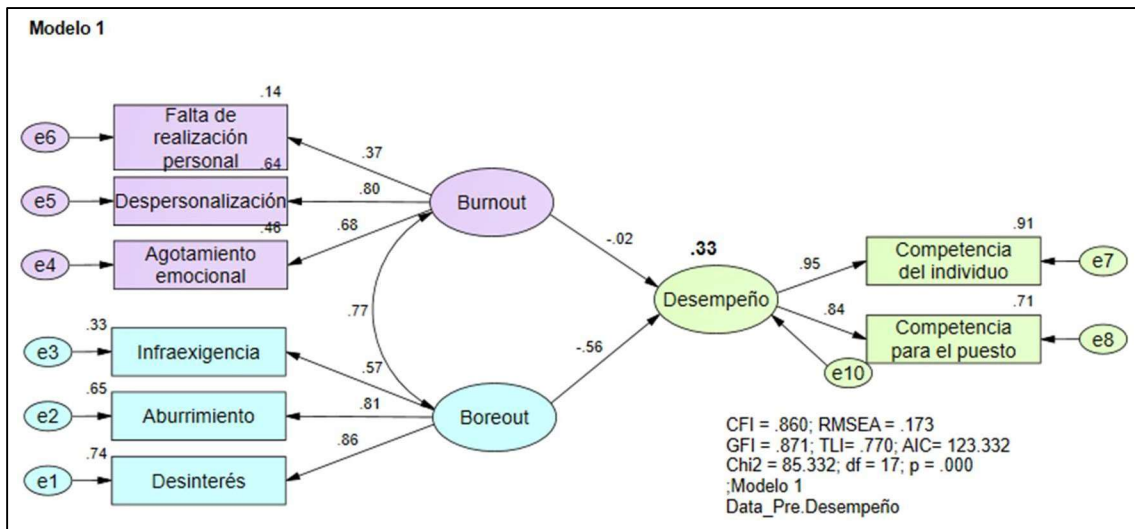 Modelo 1
.14
e6
Falta de
realización
personal
.37
.64
e5
Despersonalización
.80
Burnout
.46
e4
Agotamiento
emocional
.68
-.02
.33
.91
Competencia
del individuo
e7
.95
Desempeño
.77
.84
.71
Competencia
para el puesto
e8
e10
.33
e3
Infraexigencia
.57
-.56
.65
e2
Aburrimiento
.81
Boreout
.86
.74
e1
Desinterés
CFI = .860; RMSEA = .173
GFI = .871; TLI= .770; AIC= 123.332
Chi2 = 85.332; df = 17; p = .000
;Modelo 1
Data_Pre.Desempeño